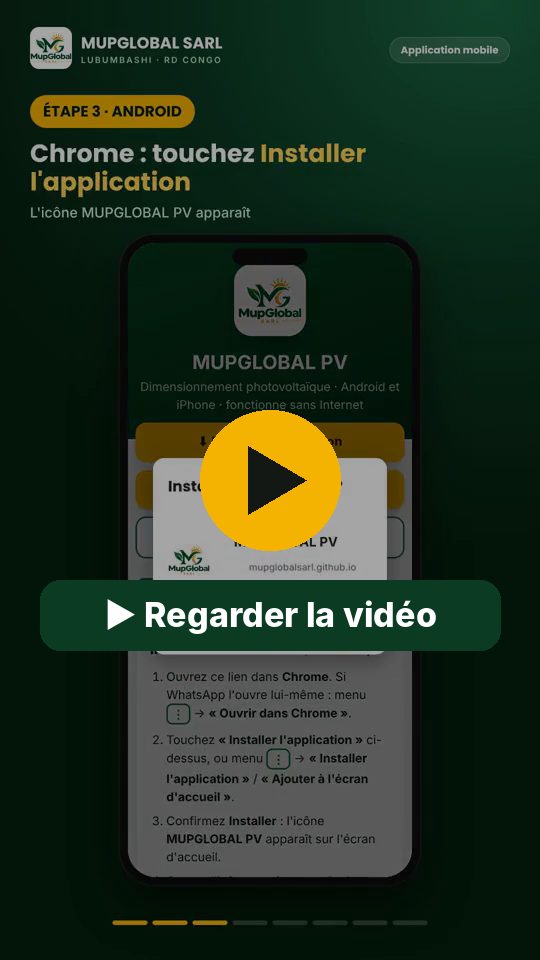 MupGlobal
MUPGLOBAL SARL
LUBUMBASHI · RD CONGO
Application mobile
ÉTAPE 3 · ANDROID
Chrome : touchez Installer
l'application
L'icône MUPGLOBAL PV apparaît
MupGlobal
SARL
MUPGLOBAL PV
Dimensionnement photovoltaïque · Android et
iPhone · fonctionne sans Internet
MupGlobal
mupglobalsarl.github.io
▶ Regarder la vidéo
1. Ouvrez ce lien dans Chrome. Si
WhatsApp l'ouvre lui-même : menu
⋮ → « Ouvrir dans Chrome ».
2. Touchez « Installer l'application » ci-
dessus, ou menu ⋮ → « Installer
l'application » / « Ajouter à l'écran
d'accueil ».
3. Confirmez Installer : l'icône
MUPGLOBAL PV apparaît sur l'écran
d'accueil.